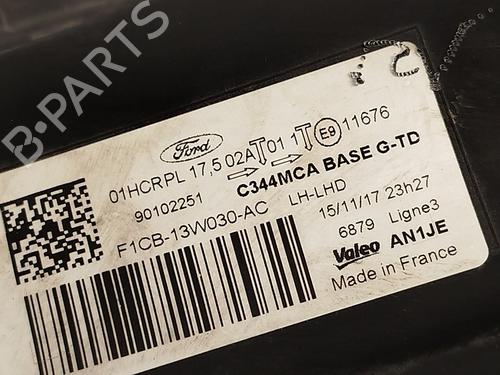 B-PARTS
Ford
01HCRPL 17,5 02A 01 1 E9 11676
90102251 C344MCA BASE G-TD
F1CB-13W030-AC LH-LHD 15/11/17 23h27
6879 Ligne3
Valeo AN1JE
Made in France